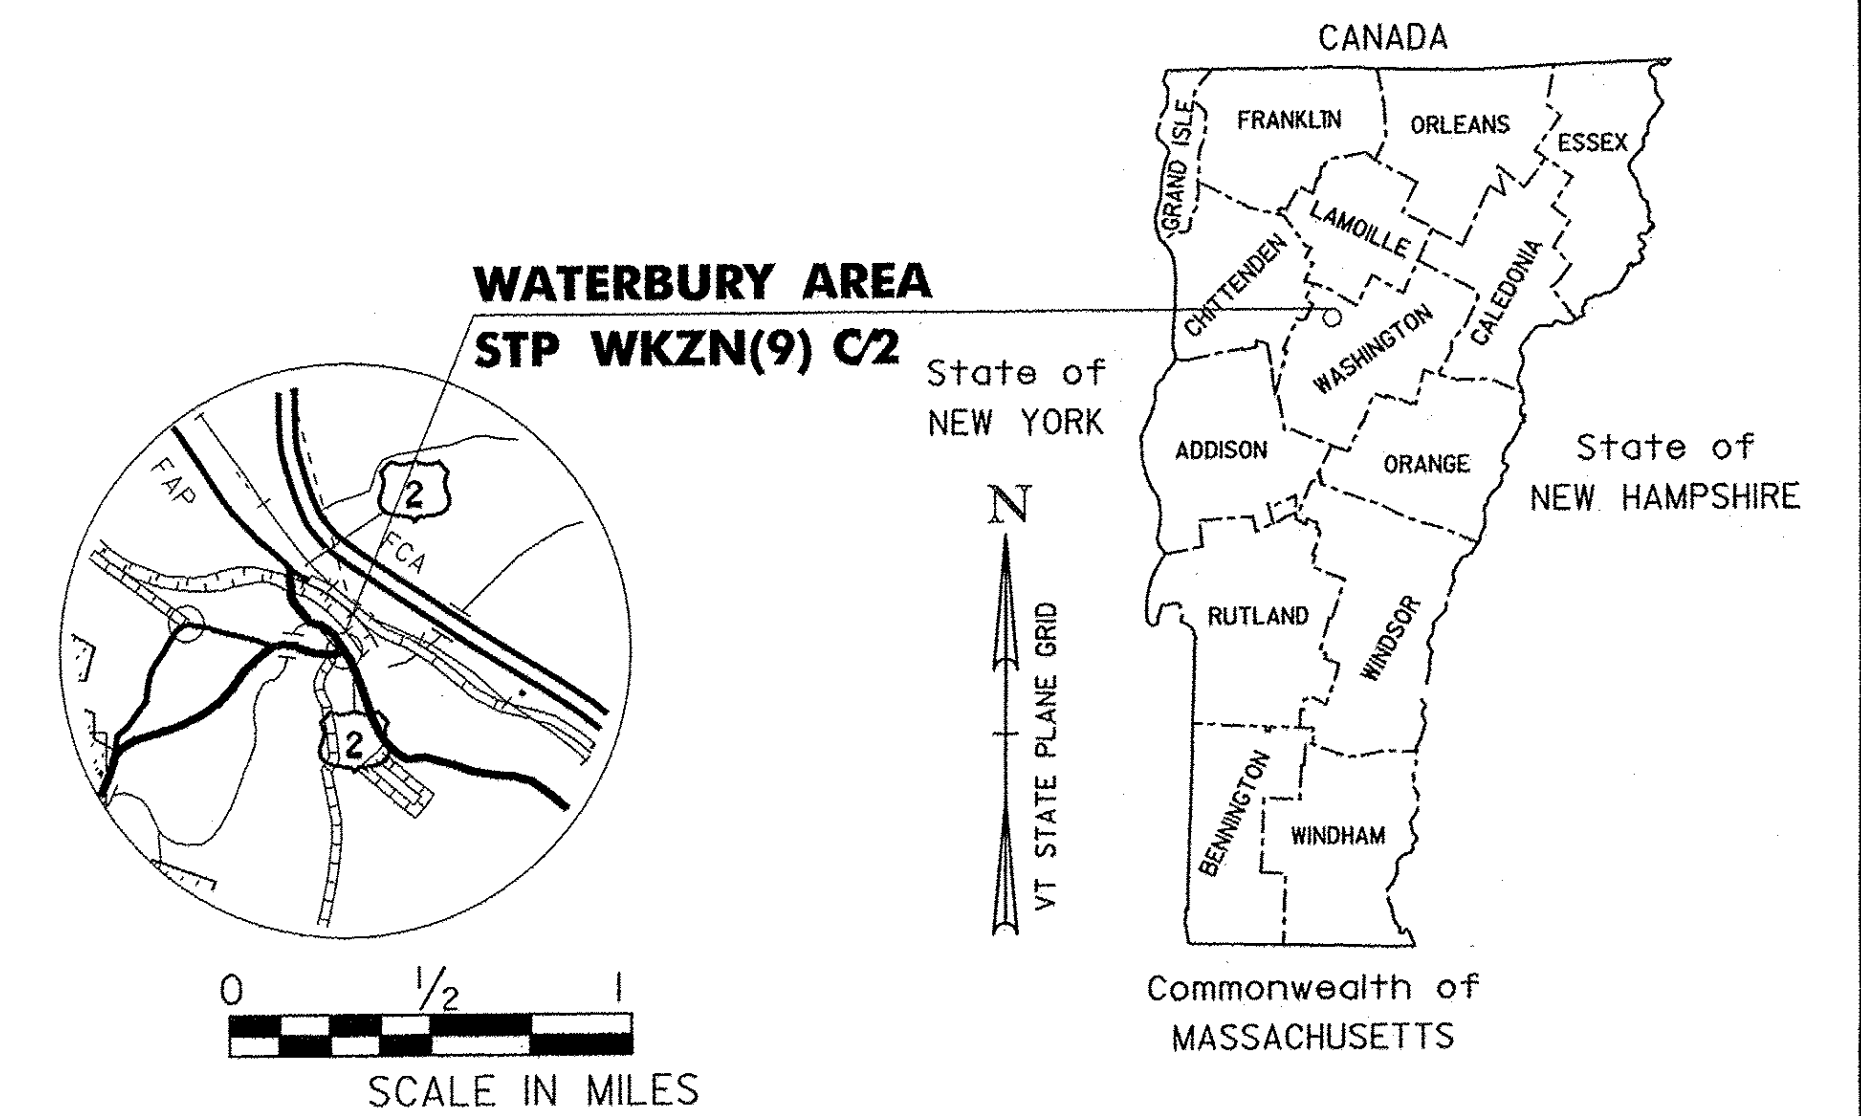 CANADA
GRAND ISLE
FRANKLIN
ORLEANS
ESSEX
LAMOILLE
CHITTENDEN
CALEDONIA
WASHINGTON
WATERBURY AREA
STP WKZN(9) C/2
State of
NEW YORK
ADDISON
ORANGE
State of
NEW HAMPSHIRE
FAP
2
FCA
2
N
VT STATE PLANE GRID
RUTLAND
WINDSOR
BENNINGTON
WINDHAM
0 1/2 1
SCALE IN MILES
Commonwealth of
MASSACHUSETTS